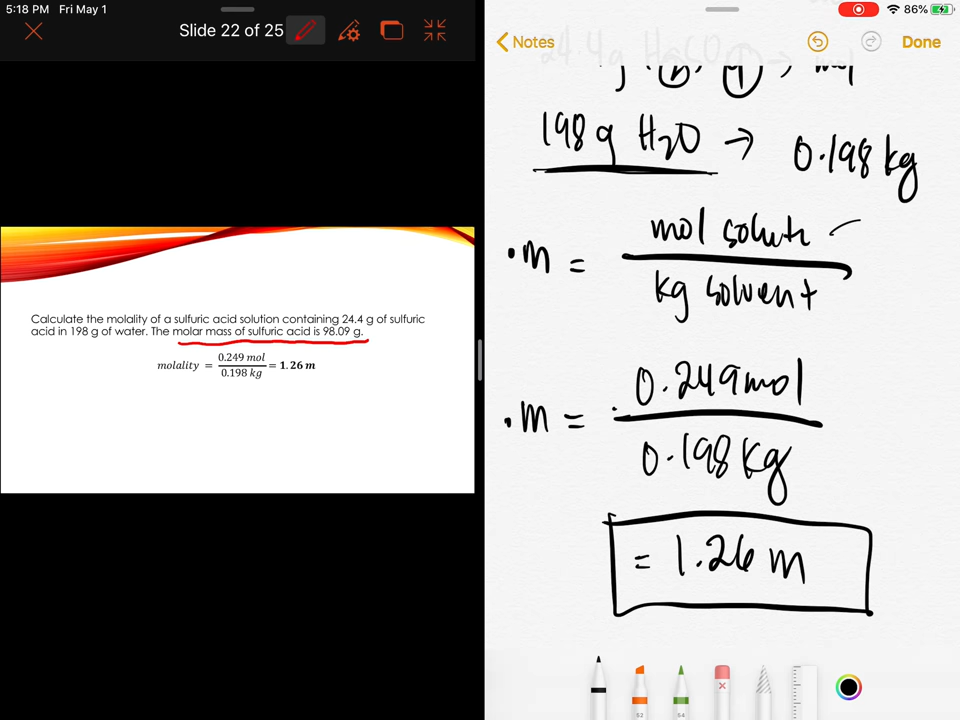 5:18 PM Fri May 1
86%
Slide 22 of 25
Calculate the molality of a sulfuric acid solution containing 24.4 g of sulfuric
acid in 198 g of water. The molar mass of sulfuric acid is 98.09 g.
molality = 0.249 mol / 0.198 kg = 1.26 m
Notes
Done
198 g H2O → 0.198 kg
• m = mol solute / kg solvent
• m = 0.249 mol / 0.198 kg
= 1.26 m
52
54